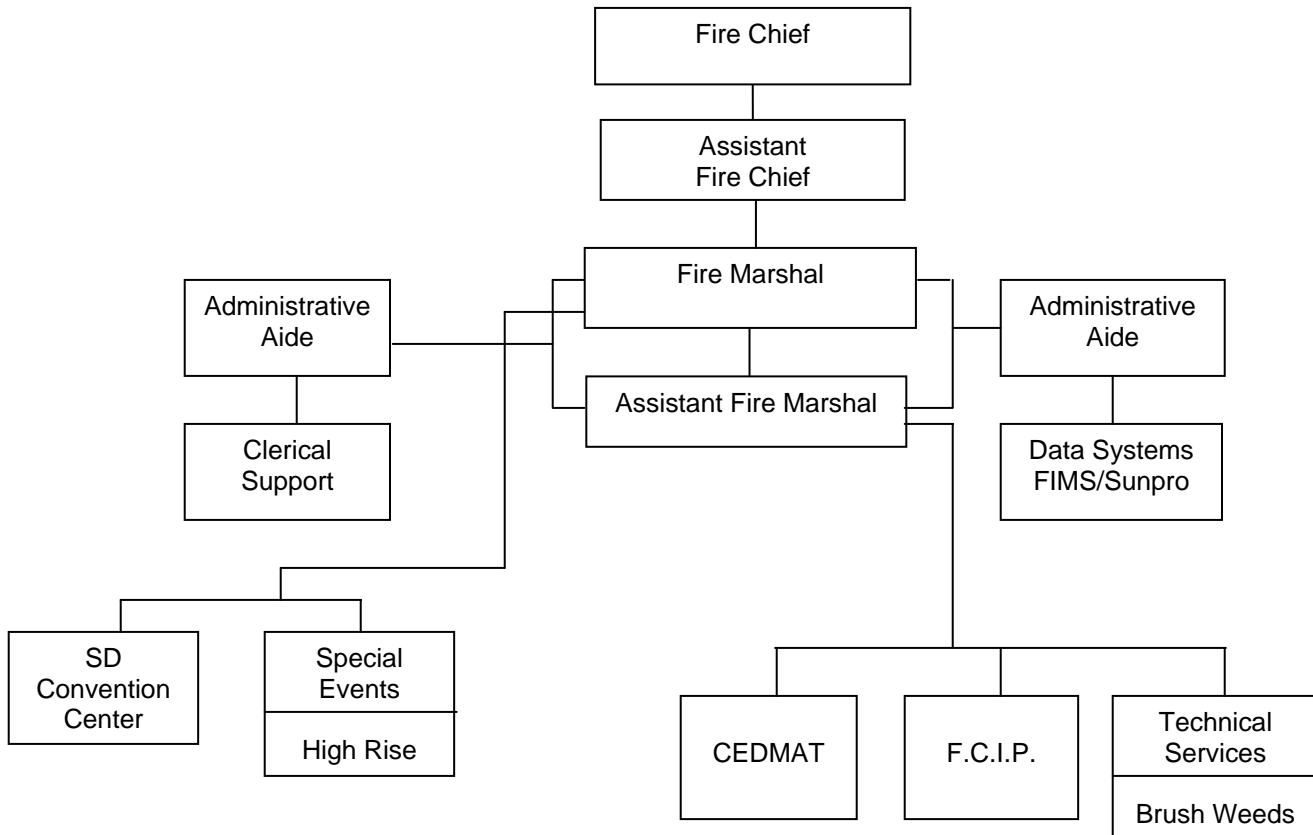 Fire Chief
Assistant
Fire Chief
Fire Marshal
Administrative
Aide
Administrative
Aide
Assistant Fire Marshal
Clerical
Support
Data Systems
FIMS/Sunpro
SD
Convention
Center
Special
Events
High Rise
CEDMAT
F.C.I.P.
Technical
Services
Brush Weeds